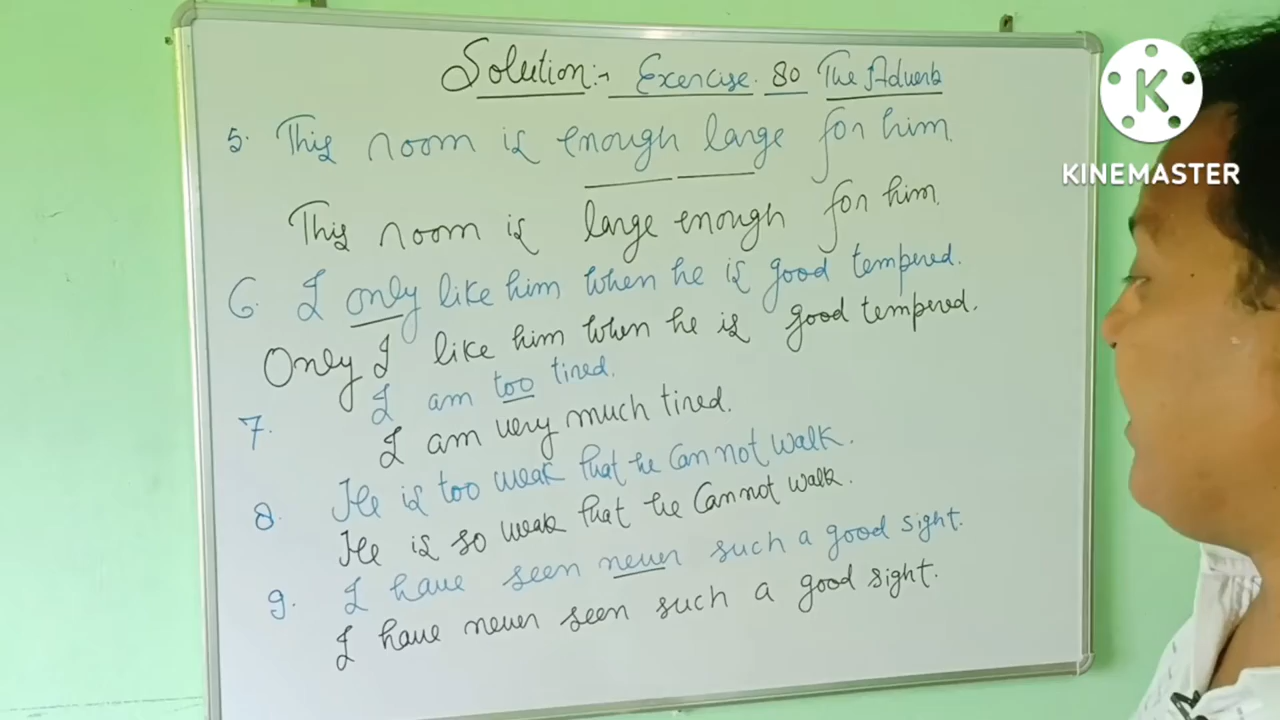 Solution:- Exercise. 80 The Adverb
5. This room is enough large for him.
This room is large enough for him.
6. I only like him when he is good tempered.
Only I like him when he is good tempered.
7. I am too tired.
I am very much tired.
8. He is too weak that he cannot walk.
He is so weak that he cannot walk.
9. I have seen never such a good sight.
I have never seen such a good sight.
K
KINEMASTER